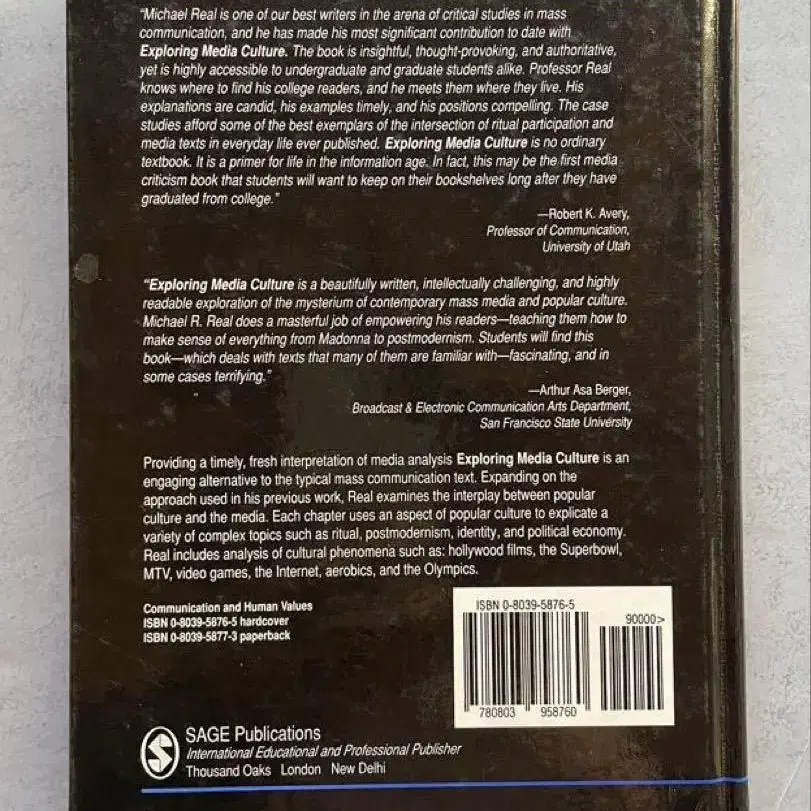 "Michael Real is one of our best writers in the arena of critical studies in mass
communication, and he has made his most significant contribution to date with
Exploring Media Culture. The book is insightful, thought-provoking, and authoritative,
yet is highly accessible to undergraduate and graduate students alike. Professor Real
knows where to find his college readers, and he meets them where they live. His
explanations are candid, his examples timely, and his positions compelling. The case
studies afford some of the best exemplars of the intersection of ritual participation and
media texts in everyday life ever published. Exploring Media Culture is no ordinary
textbook. It is a primer for life in the information age. In fact, this may be the first media
criticism book that students will want to keep on their bookshelves long after they have
graduated from college."
—Robert K. Avery,
Professor of Communication,
University of Utah
"Exploring Media Culture is a beautifully written, intellectually challenging, and highly
readable exploration of the mysterium of contemporary mass media and popular culture.
Michael R. Real does a masterful job of empowering his readers—teaching them how to
make sense of everything from Madonna to postmodernism. Students will find this
book—which deals with texts that many of them are familiar with—fascinating, and in
some cases terrifying."
—Arthur Asa Berger,
Broadcast & Electronic Communication Arts Department,
San Francisco State University
Providing a timely, fresh interpretation of media analysis Exploring Media Culture is an
engaging alternative to the typical mass communication text. Expanding on the
approach used in his previous work, Real examines the interplay between popular
culture and the media. Each chapter uses an aspect of popular culture to explicate a
variety of complex topics such as ritual, postmodernism, identity, and political economy.
Real includes analysis of cultural phenomena such as: hollywood films, the Superbowl,
MTV, video games, the Internet, aerobics, and the Olympics.
Communication and Human Values
ISBN 0-8039-5876-5 hardcover
ISBN 0-8039-5877-3 paperback
ISBN 0-8039-5876-5
90000>
780803 958760
S
SAGE Publications
International Educational and Professional Publisher
Thousand Oaks London New Delhi